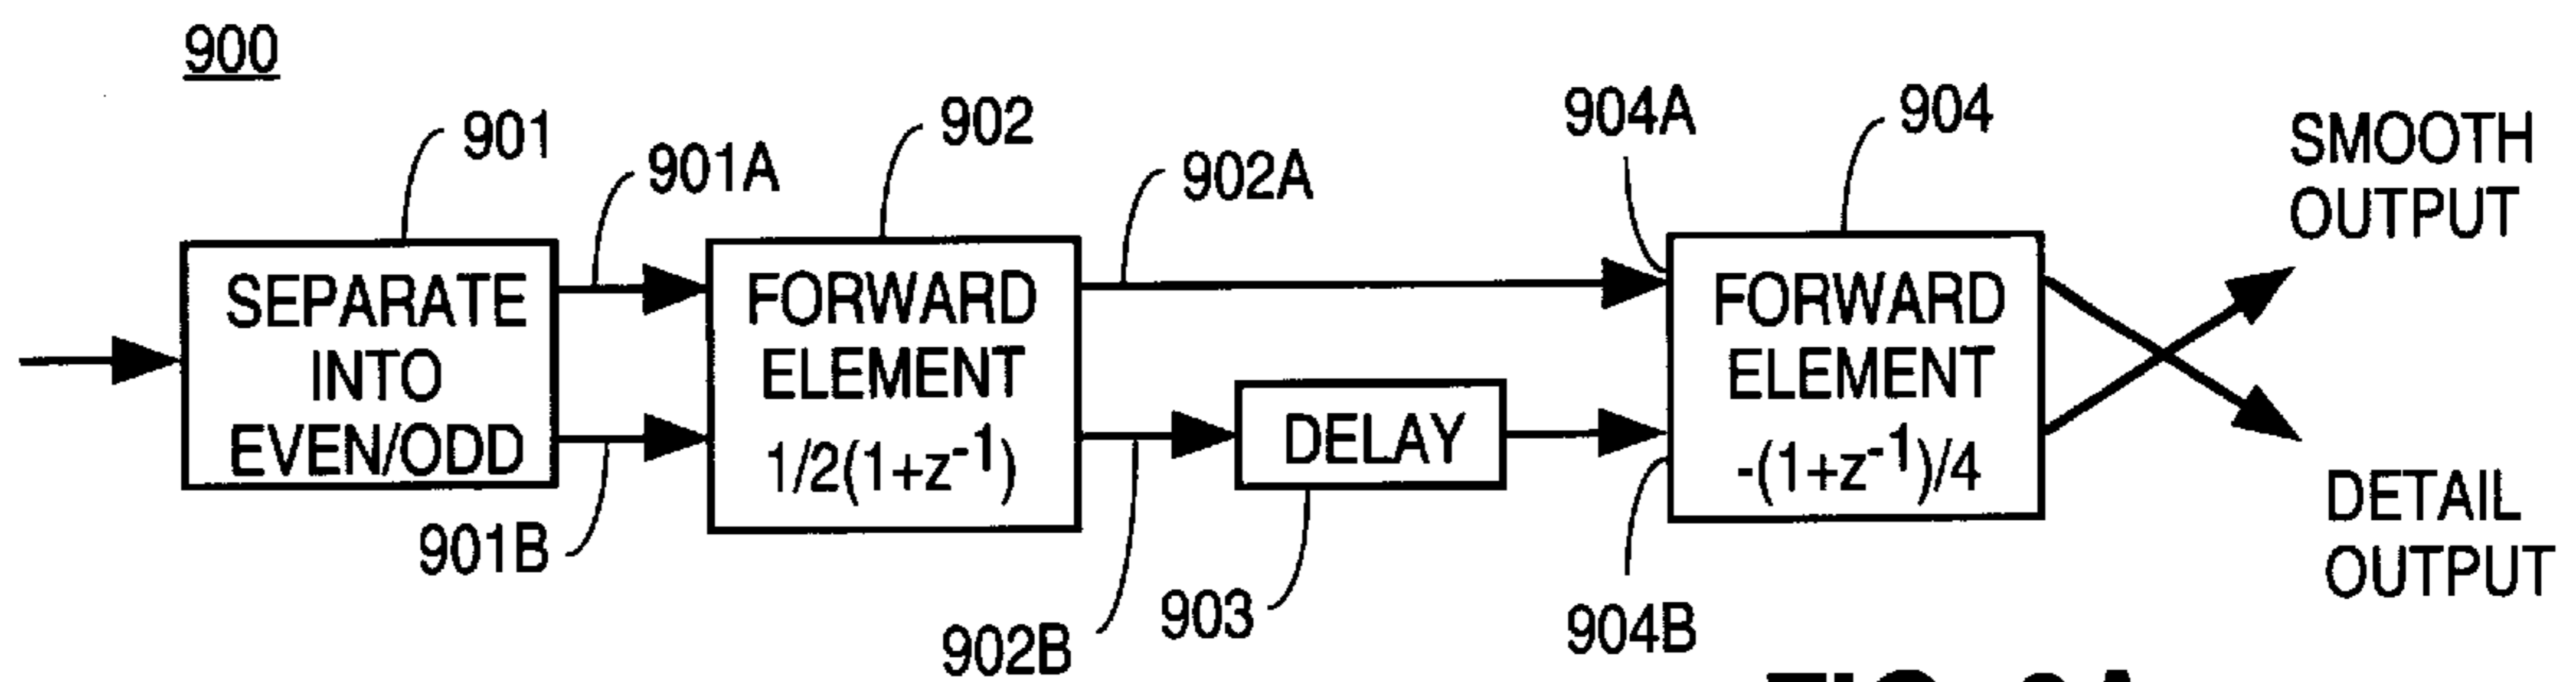 900
901
901A
902
902A
904A
904
SMOOTH
OUTPUT
SEPARATE
INTO
EVEN/ODD
FORWARD
ELEMENT
1/2(1+z⁻¹)
DELAY
FORWARD
ELEMENT
-(1+z⁻¹)/4
901B
902B
903
904B
DETAIL
OUTPUT